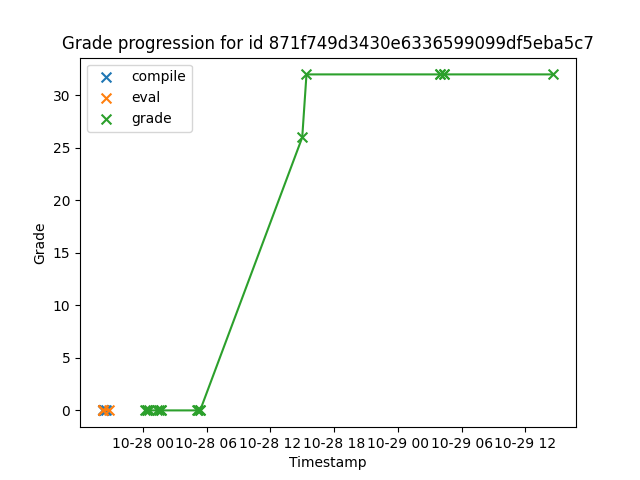 Grade progression for id 871f749d3430e6336599099df5eba5c7
compile
eval
grade
30
25
20
15
10
5
0
Grade
10-28 00 10-28 06 10-28 12 10-28 18 10-29 00 10-29 06 10-29 12
Timestamp